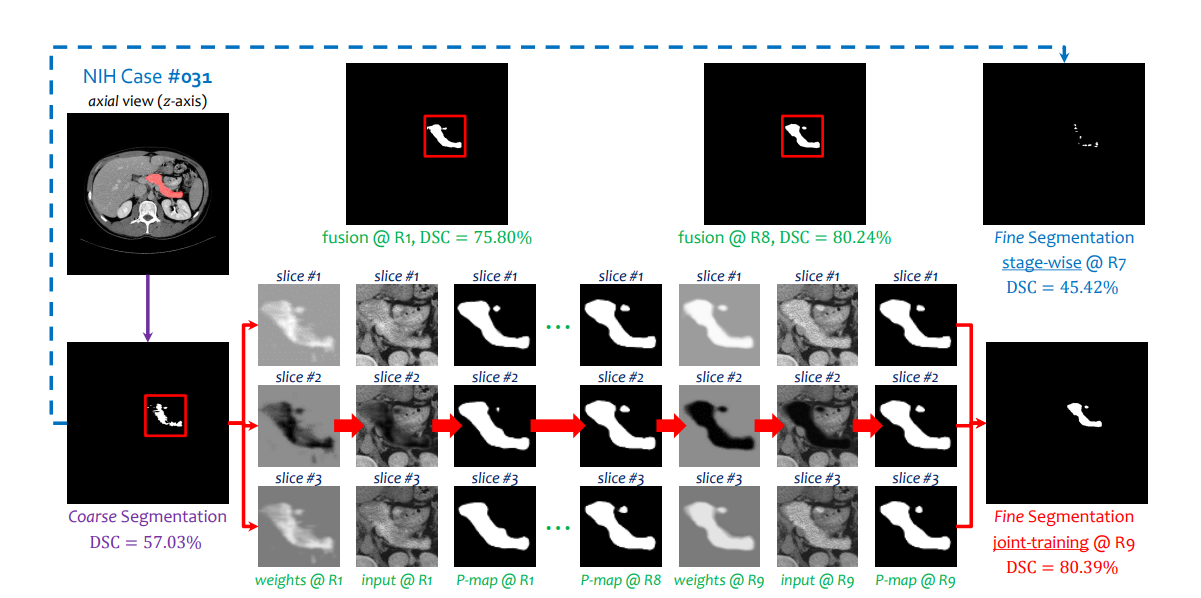 NIH Case #031
axial view (z-axis)
fusion @ R1, DSC = 75.80%
fusion @ R8, DSC = 80.24%
Fine Segmentation
stage-wise @ R7
DSC = 45.42%
slice #1 slice #1 slice #1 slice #1 slice #1 slice #1 slice #1
...
slice #2 slice #2 slice #2 slice #2 slice #2 slice #2 slice #2
slice #3 slice #3 slice #3 slice #3 slice #3 slice #3 slice #3
...
Coarse Segmentation
DSC = 57.03%
Fine Segmentation
joint-training @ R9
DSC = 80.39%
weights @ R1 input @ R1 P-map @ R1 P-map @ R8 weights @ R9 input @ R9 P-map @ R9